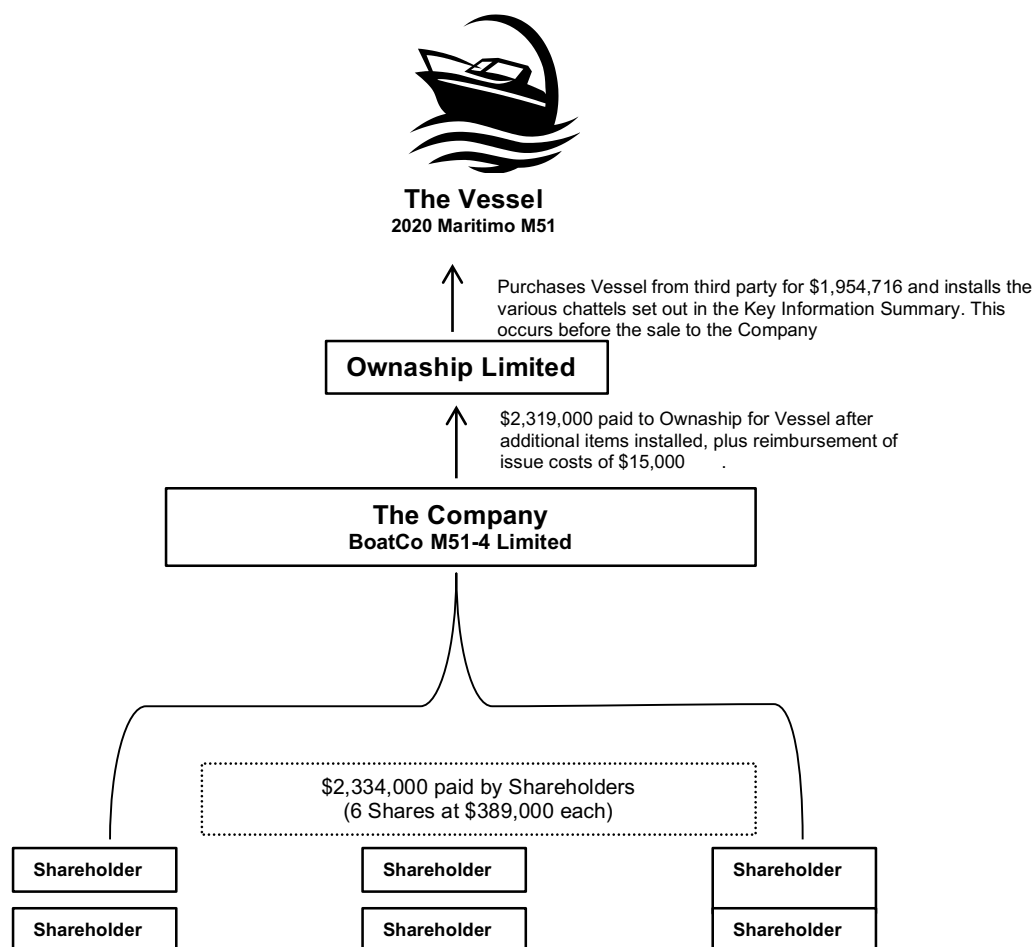 The Vessel
2020 Maritimo M51
Purchases Vessel from third party for $1,954,716 and installs the
various chattels set out in the Key Information Summary. This
occurs before the sale to the Company
Ownaship Limited
$2,319,000 paid to Ownaship for Vessel after
additional items installed, plus reimbursement of
issue costs of $15,000 .
The Company
BoatCo M51-4 Limited
$2,334,000 paid by Shareholders
(6 Shares at $389,000 each)
Shareholder
Shareholder
Shareholder
Shareholder
Shareholder
Shareholder